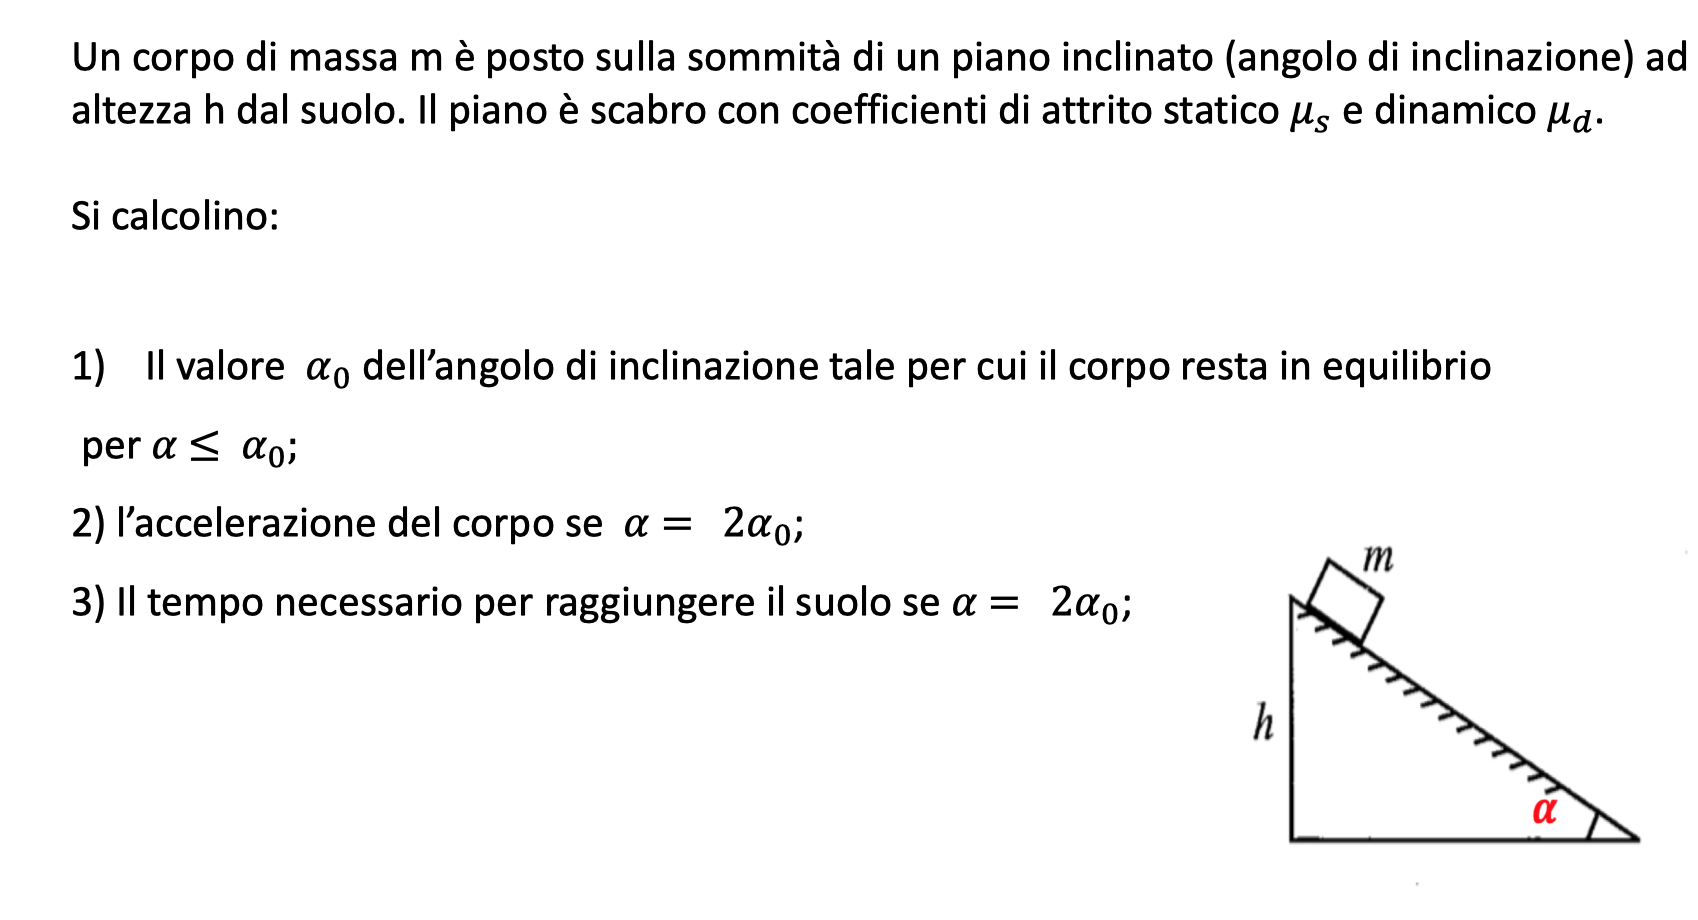 Un corpo di massa m è posto sulla sommità di un piano inclinato (angolo di inclinazione) ad
altezza h dal suolo. Il piano è scabro con coefficienti di attrito statico μₛ e dinamico μ_d.
Si calcolino:
1) Il valore α₀ dell’angolo di inclinazione tale per cui il corpo resta in equilibrio
per α ≤ α₀;
2) l’accelerazione del corpo se α = 2α₀;
3) Il tempo necessario per raggiungere il suolo se α = 2α₀;
m
h
α